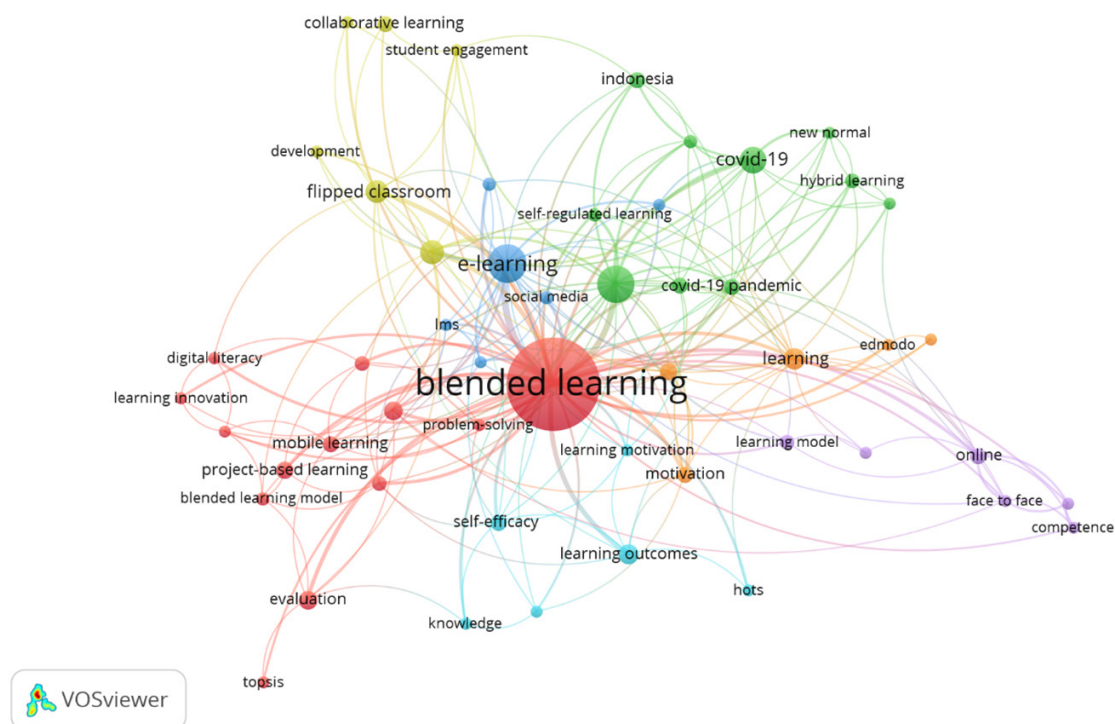 collaborative learning
student engagement
indonesia
new normal
development
covid-19
flipped classroom
hybrid learning
self-regulated learning
e-learning
covid-19 pandemic
social media
lms
digital literacy
learning
edmodo
blended learning
learning innovation
problem-solving
mobile learning
learning motivation
learning model
online
project-based learning
motivation
blended learning model
face to face
self-efficacy
competence
learning outcomes
hots
evaluation
knowledge
topsis
VOSviewer